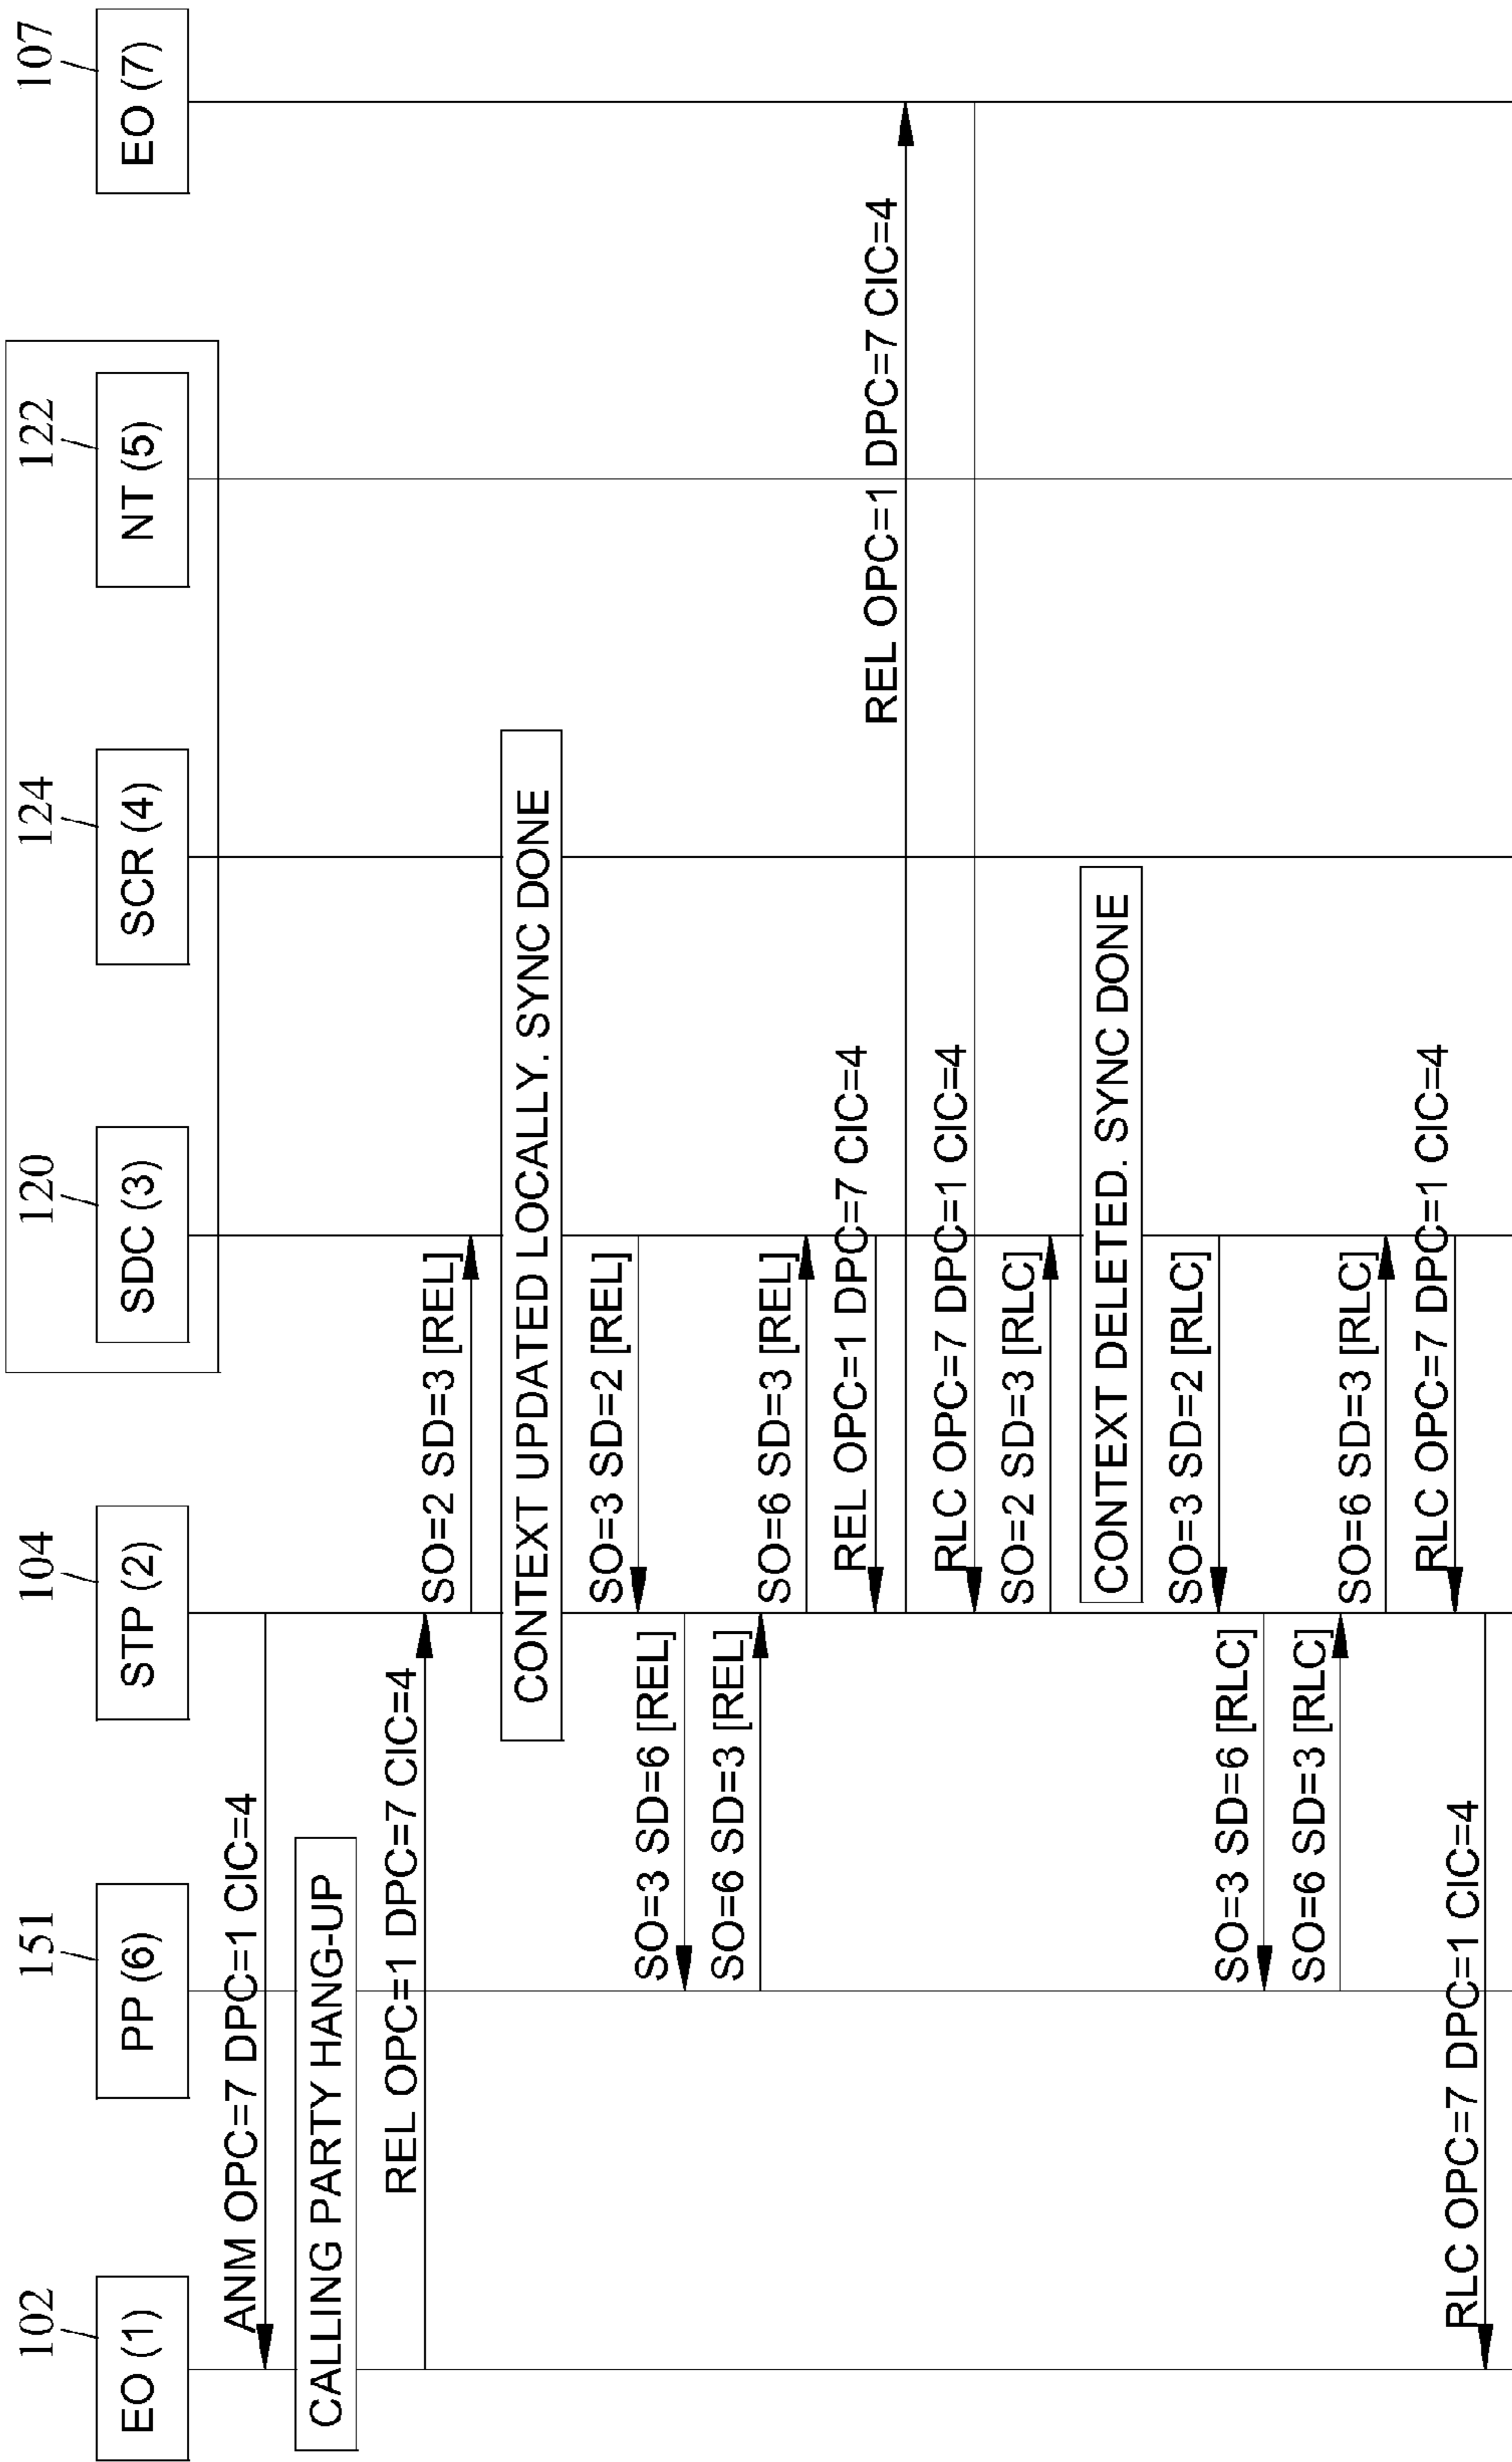 102
151
104
120
124
122
107
EO (1)
PP (6)
STP (2)
SDC (3)
SCR (4)
NT (5)
EO (7)
ANM OPC=7 DPC=1 CIC=4
CALLING PARTY HANG-UP
REL OPC=1 DPC=7 CIC=4
SO=2 SD=3 [REL]
CONTEXT UPDATED LOCALLY. SYNC DONE
SO=3 SD=2 [REL]
SO=3 SD=6 [REL]
SO=6 SD=3 [REL]
SO=6 SD=3 [REL]
REL OPC=1 DPC=7 CIC=4
REL OPC=1 DPC=7 CIC=4
RLC OPC=7 DPC=1 CIC=4
SO=2 SD=3 [RLC]
CONTEXT DELETED. SYNC DONE
SO=3 SD=2 [RLC]
SO=3 SD=6 [RLC]
SO=6 SD=3 [RLC]
SO=6 SD=3 [RLC]
RLC OPC=7 DPC=1 CIC=4
RLC OPC=7 DPC=1 CIC=4